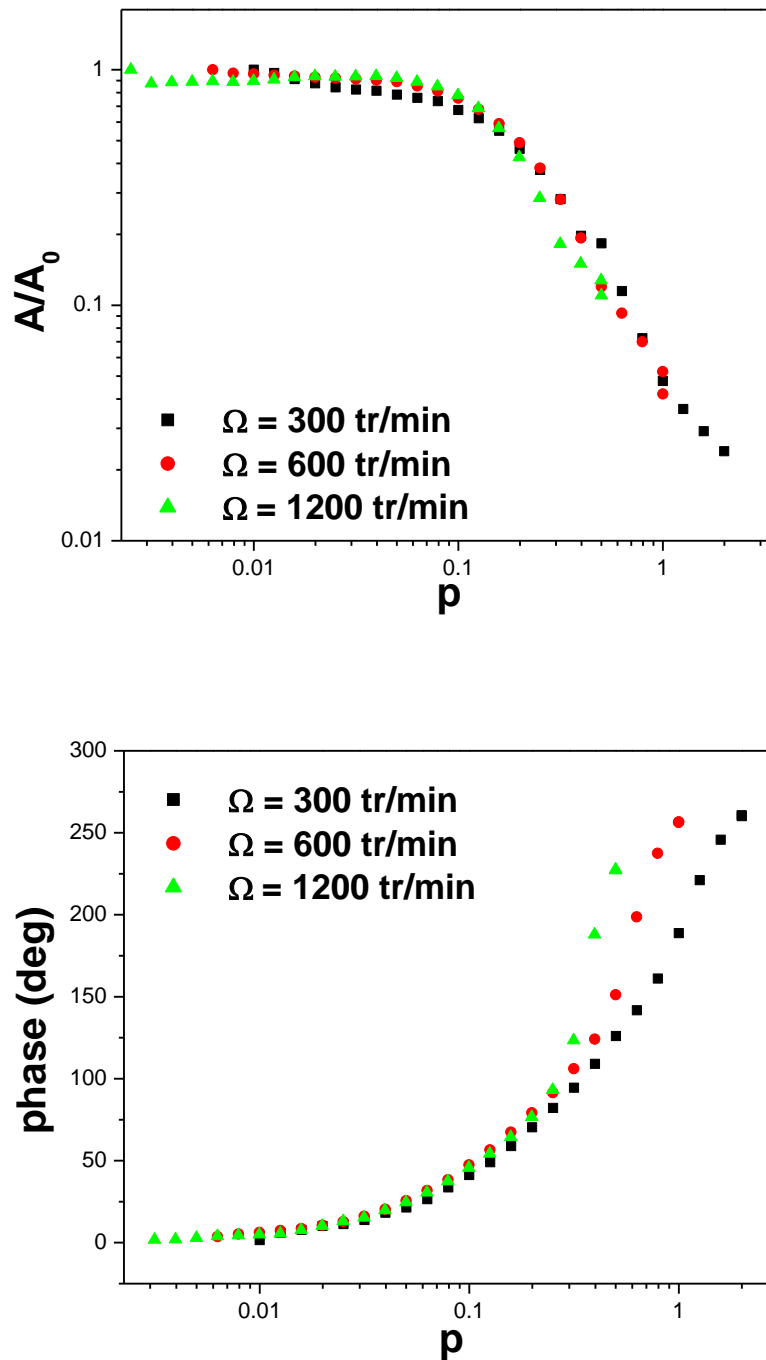 1
0.1
0.01
A/A0
Ω = 300 tr/min
Ω = 600 tr/min
Ω = 1200 tr/min
0.01 0.1 1
p
300
250
200
150
100
50
0
phase (deg)
Ω = 300 tr/min
Ω = 600 tr/min
Ω = 1200 tr/min
0.01 0.1 1
p